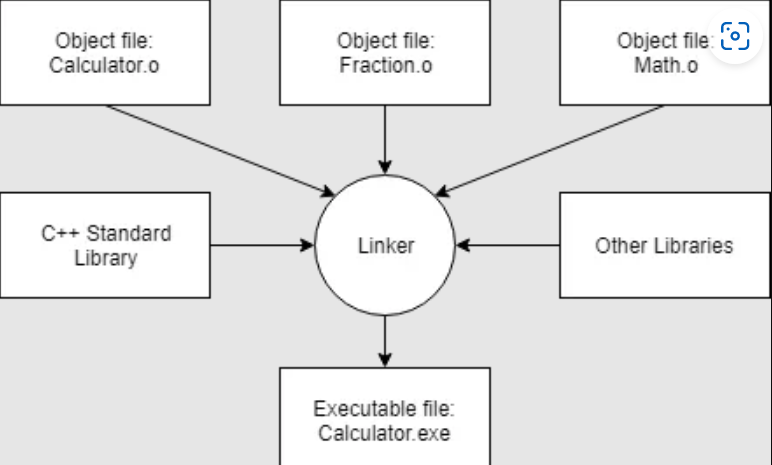 Object file:
Calculator.o
Object file:
Fraction.o
Object file:
Math.o
C++ Standard
Library
Linker
Other Libraries
Executable file:
Calculator.exe